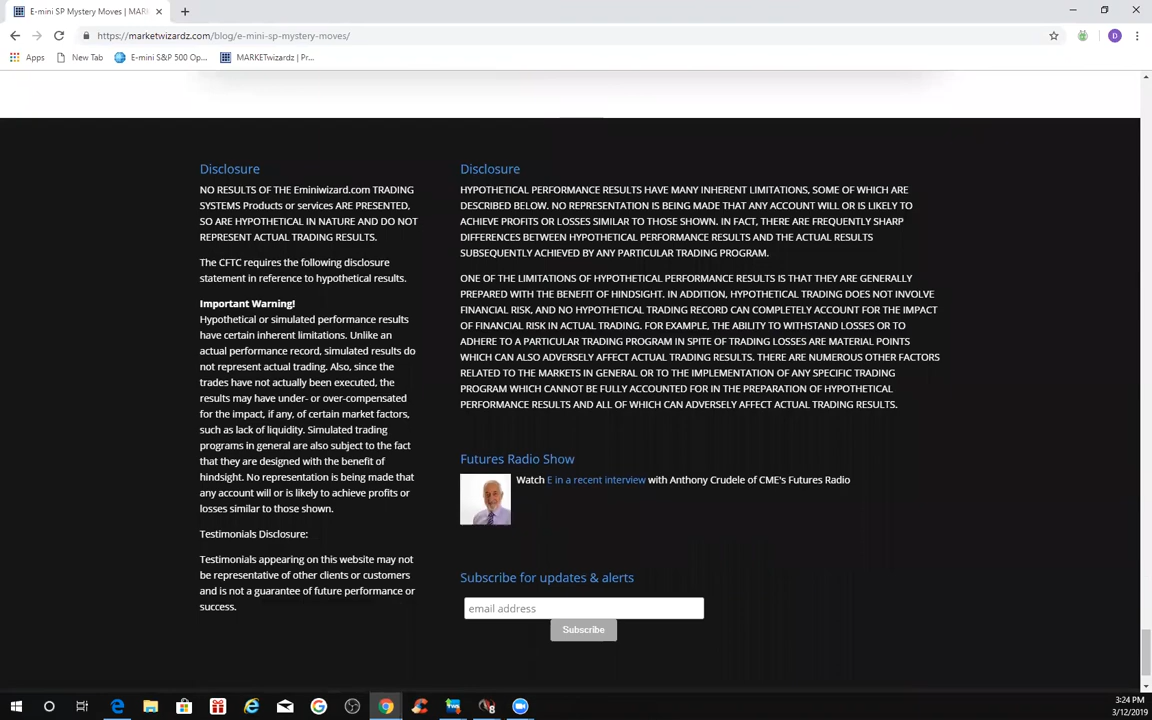 E-mini SP Mystery Moves | MAR
https://marketwizardz.com/blog/e-mini-sp-mystery-moves/
D
Apps
New Tab
E-mini S&P 500 Op...
MARKETwizardz | Pr...
Disclosure
NO RESULTS OF THE Eminiwizard.com TRADING
SYSTEMS Products or services ARE PRESENTED,
SO ARE HYPOTHETICAL IN NATURE AND DO NOT
REPRESENT ACTUAL TRADING RESULTS.
The CFTC requires the following disclosure
statement in reference to hypothetical results.
Important Warning!
Hypothetical or simulated performance results
have certain inherent limitations. Unlike an
actual performance record, simulated results do
not represent actual trading. Also, since the
trades have not actually been executed, the
results may have under- or over-compensated
for the impact, if any, of certain market factors,
such as lack of liquidity. Simulated trading
programs in general are also subject to the fact
that they are designed with the benefit of
hindsight. No representation is being made that
any account will or is likely to achieve profits or
losses similar to those shown.
Testimonials Disclosure:
Testimonials appearing on this website may not
be representative of other clients or customers
and is not a guarantee of future performance or
success.
Disclosure
HYPOTHETICAL PERFORMANCE RESULTS HAVE MANY INHERENT LIMITATIONS, SOME OF WHICH ARE
DESCRIBED BELOW. NO REPRESENTATION IS BEING MADE THAT ANY ACCOUNT WILL OR IS LIKELY TO
ACHIEVE PROFITS OR LOSSES SIMILAR TO THOSE SHOWN. IN FACT, THERE ARE FREQUENTLY SHARP
DIFFERENCES BETWEEN HYPOTHETICAL PERFORMANCE RESULTS AND THE ACTUAL RESULTS
SUBSEQUENTLY ACHIEVED BY ANY PARTICULAR TRADING PROGRAM.
ONE OF THE LIMITATIONS OF HYPOTHETICAL PERFORMANCE RESULTS IS THAT THEY ARE GENERALLY
PREPARED WITH THE BENEFIT OF HINDSIGHT. IN ADDITION, HYPOTHETICAL TRADING DOES NOT INVOLVE
FINANCIAL RISK, AND NO HYPOTHETICAL TRADING RECORD CAN COMPLETELY ACCOUNT FOR THE IMPACT
OF FINANCIAL RISK IN ACTUAL TRADING. FOR EXAMPLE, THE ABILITY TO WITHSTAND LOSSES OR TO
ADHERE TO A PARTICULAR TRADING PROGRAM IN SPITE OF TRADING LOSSES ARE MATERIAL POINTS
WHICH CAN ALSO ADVERSELY AFFECT ACTUAL TRADING RESULTS. THERE ARE NUMEROUS OTHER FACTORS
RELATED TO THE MARKETS IN GENERAL OR TO THE IMPLEMENTATION OF ANY SPECIFIC TRADING
PROGRAM WHICH CANNOT BE FULLY ACCOUNTED FOR IN THE PREPARATION OF HYPOTHETICAL
PERFORMANCE RESULTS AND ALL OF WHICH CAN ADVERSELY AFFECT ACTUAL TRADING RESULTS.
Futures Radio Show
Watch E in a recent interview with Anthony Crudele of CME's Futures Radio
Subscribe for updates & alerts
email address
Subscribe
3:24 PM
3/12/2019